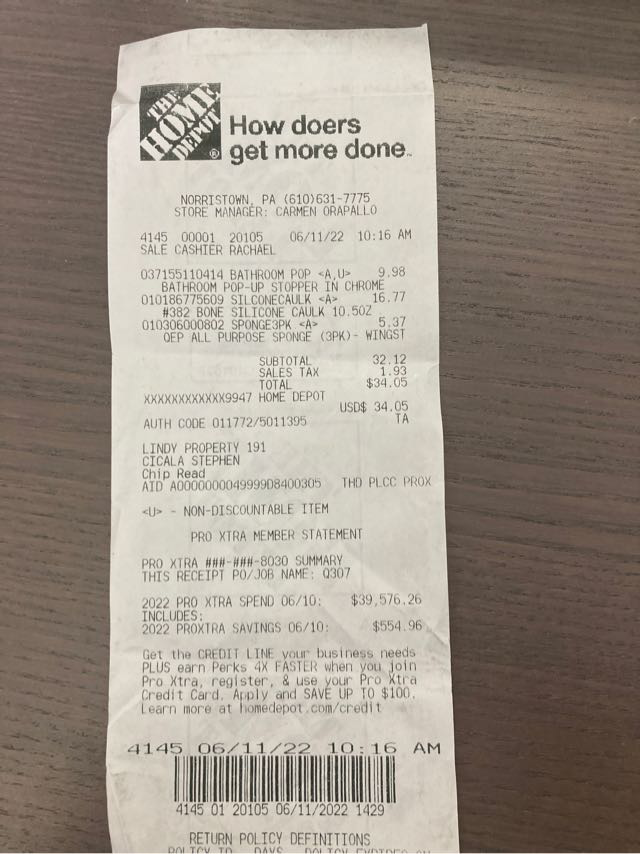 THE
HOME
DEPOT
How doers
get more done™
NORRISTOWN, PA (610)631-7775
STORE MANAGER: CARMEN ORAPALLO
4145 00001 20105 06/11/22 10:16 AM
SALE CASHIER RACHAEL
037155110414 BATHROOM POP <A,U> 9.98
BATHROOM POP-UP STOPPER IN CHROME
010186775609 SILCONECAULK <A> 16.77
#382 BONE SILICONE CAULK 10.5OZ
010306000802 SPONGE3PK <A> 5.37
QEP ALL PURPOSE SPONGE (3PK)- WINGST
SUBTOTAL 32.12
SALES TAX 1.93
TOTAL $34.05
XXXXXXXXXXXX9947 HOME DEPOT
USD$ 34.05
AUTH CODE 011772/5011395 TA
LINDY PROPERTY 191
CICALA STEPHEN
Chip Read
AID A0000000049999D8400305 THD PLCC PROX
<U> - NON-DISCOUNTABLE ITEM
PRO XTRA MEMBER STATEMENT
PRO XTRA ###-###-8030 SUMMARY
THIS RECEIPT PO/JOB NAME: Q307
2022 PRO XTRA SPEND 06/10: $39,576.26
INCLUDES:
2022 PROXTRA SAVINGS 06/10: $554.96
Get the CREDIT LINE your business needs
PLUS earn Perks 4X FASTER when you join
Pro Xtra, register, & use your Pro Xtra
Credit Card. Apply and SAVE UP TO $100.
Learn more at homedepot.com/credit
4145 06/11/22 10:16 AM
4145 01 20105 06/11/2022 1429
RETURN POLICY DEFINITIONS
POLICY ID DAYS POLICY EXPIRES ON